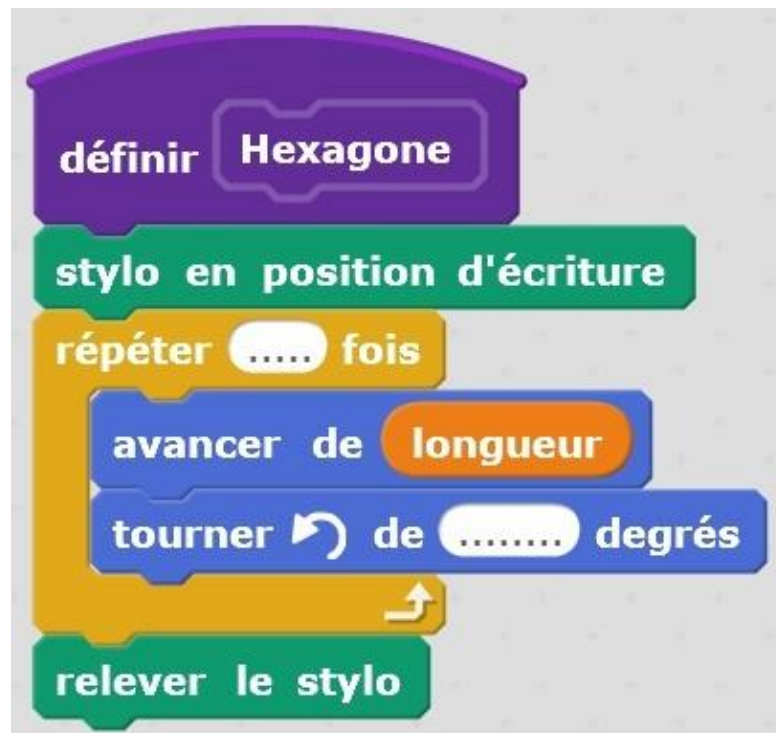 définir Hexagone
stylo en position d'écriture
répéter ..... fois
avancer de longueur
tourner de ........ degrés
relever le stylo